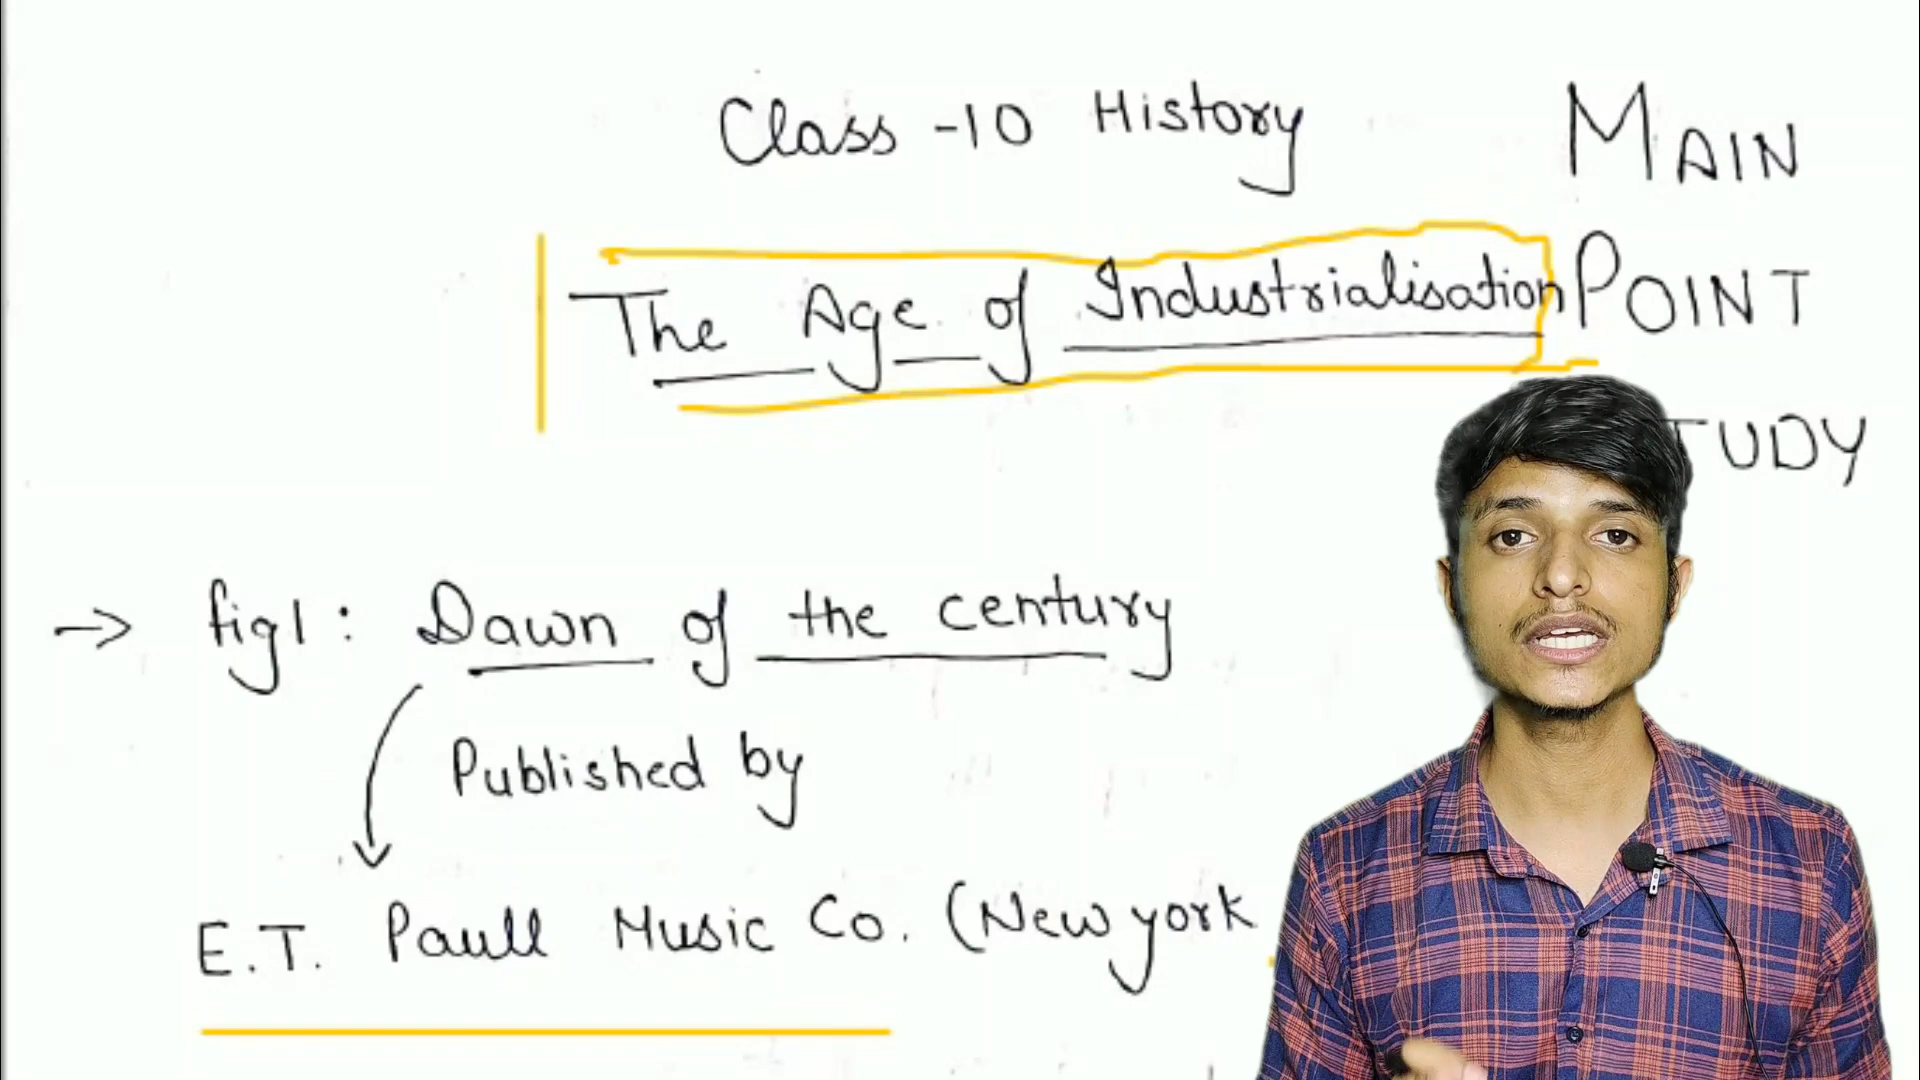 Class -10 History
MAIN
The Age of Industrialisation
POINT
TUDY
→ fig1: Dawn of the century
Published by
E.T. Paull Music Co. (New york